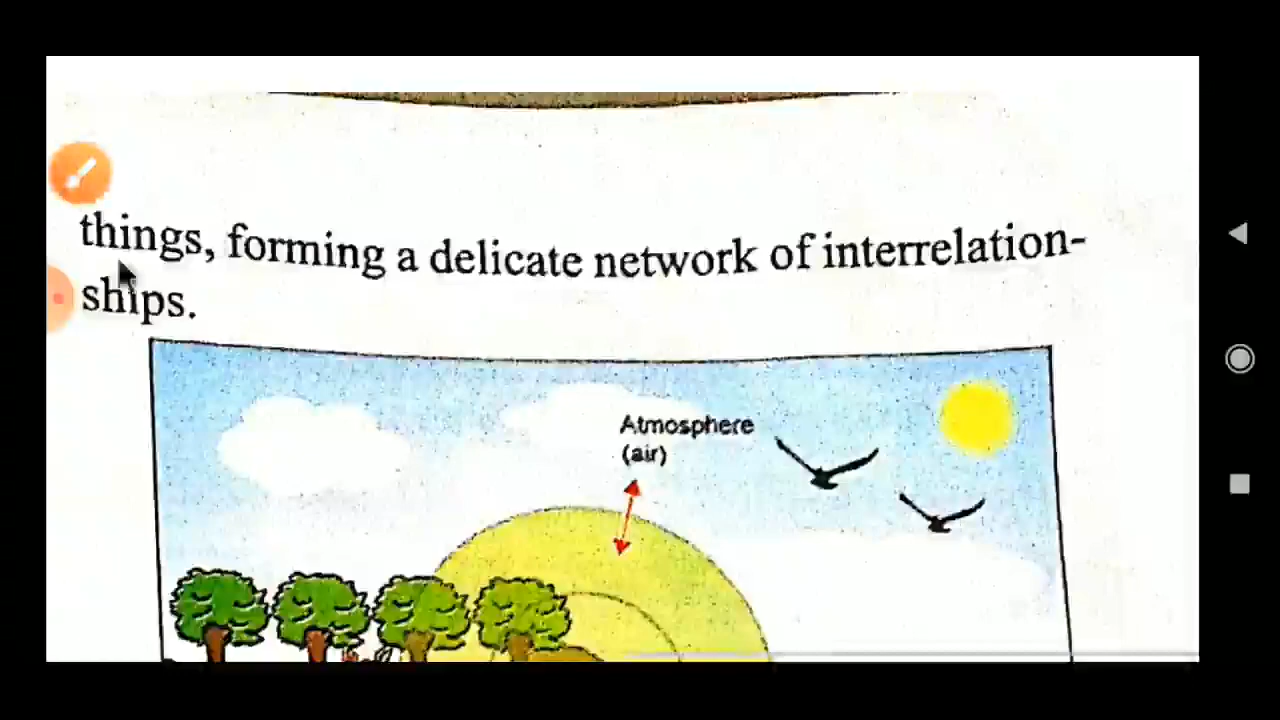 things, forming a delicate network of interrelation-
ships.
Atmosphere
(air)